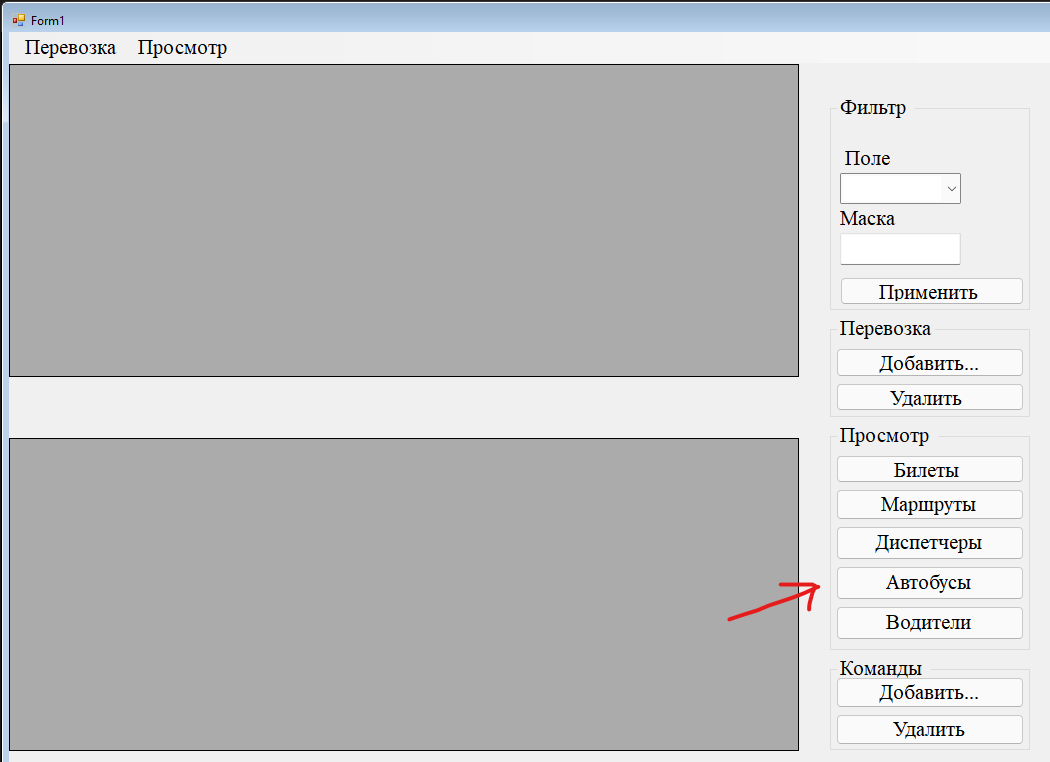 Form1
Перевозка Просмотр
Фильтр
Поле
Маска
Применить
Перевозка
Добавить...
Удалить
Просмотр
Билеты
Маршруты
Диспетчеры
Автобусы
Водители
Команды
Добавить...
Удалить